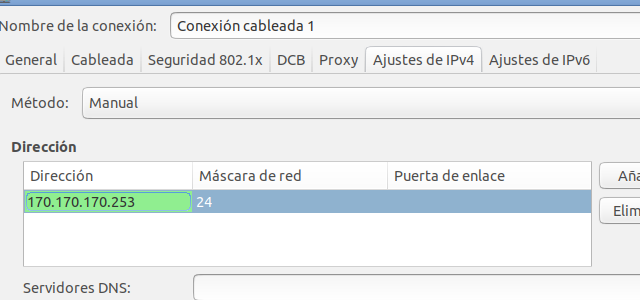 Nombre de la conexión: Conexión cableada 1
General Cableada Seguridad 802.1x DCB Proxy Ajustes de IPv4 Ajustes de IPv6
Método: Manual
Dirección
Dirección Máscara de red Puerta de enlace
170.170.170.253 24
Aña
Elim
Servidores DNS: